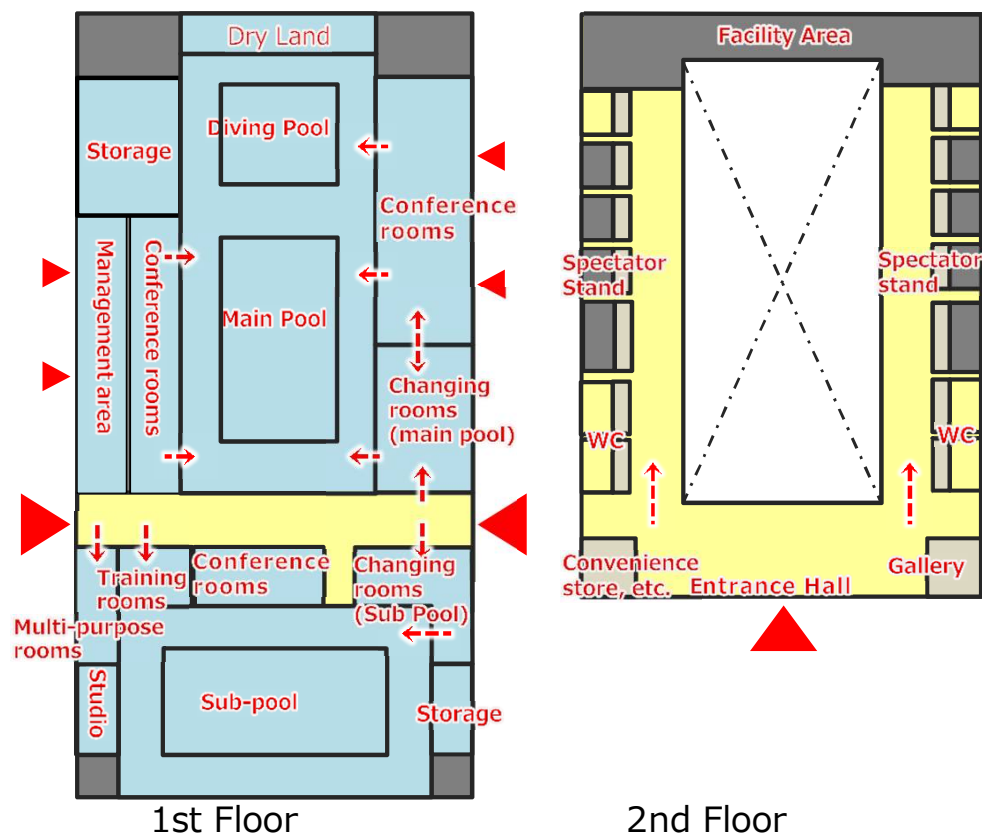 Dry Land
Diving Pool
Storage
Conference
rooms
Management area
Conference rooms
Main Pool
Changing
rooms
(main pool)
Conference
rooms
Training
rooms
Changing
rooms
(Sub Pool)
Multi-purpose
rooms
Studio
Sub-pool
Storage
1st Floor
Facility Area
Spectator
Stand
Spectator
stand
WC
WC
Convenience
store, etc.
Entrance Hall
Gallery
2nd Floor